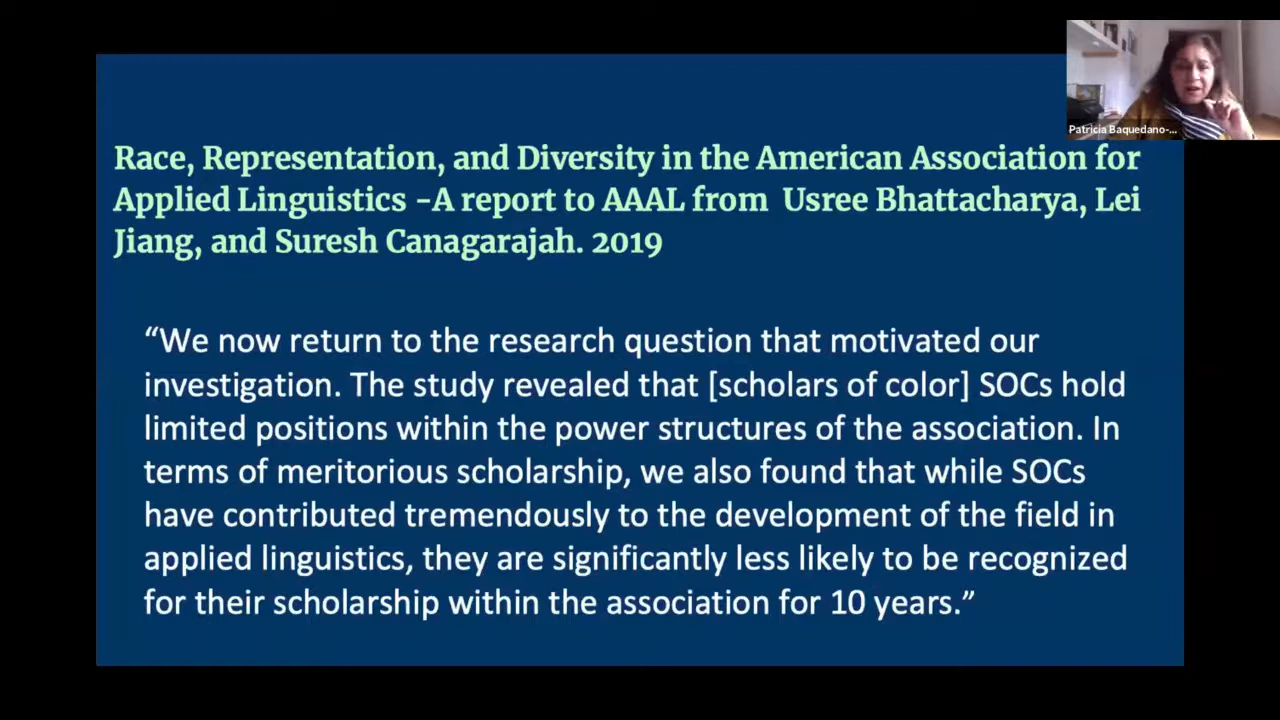 Patricia Baquedano-...
Race, Representation, and Diversity in the American Association for
Applied Linguistics -A report to AAAL from  Usree Bhattacharya, Lei
Jiang, and Suresh Canagarajah. 2019
“We now return to the research question that motivated our
investigation. The study revealed that [scholars of color] SOCs hold
limited positions within the power structures of the association. In
terms of meritorious scholarship, we also found that while SOCs
have contributed tremendously to the development of the field in
applied linguistics, they are significantly less likely to be recognized
for their scholarship within the association for 10 years.”